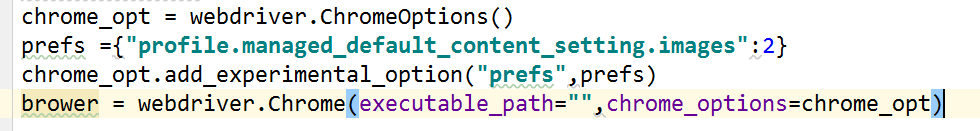 chrome_opt = webdriver.ChromeOptions()
prefs ={"profile.managed_default_content_setting.images":2}
chrome_opt.add_experimental_option("prefs",prefs)
brower = webdriver.Chrome(executable_path="",chrome_options=chrome_opt)